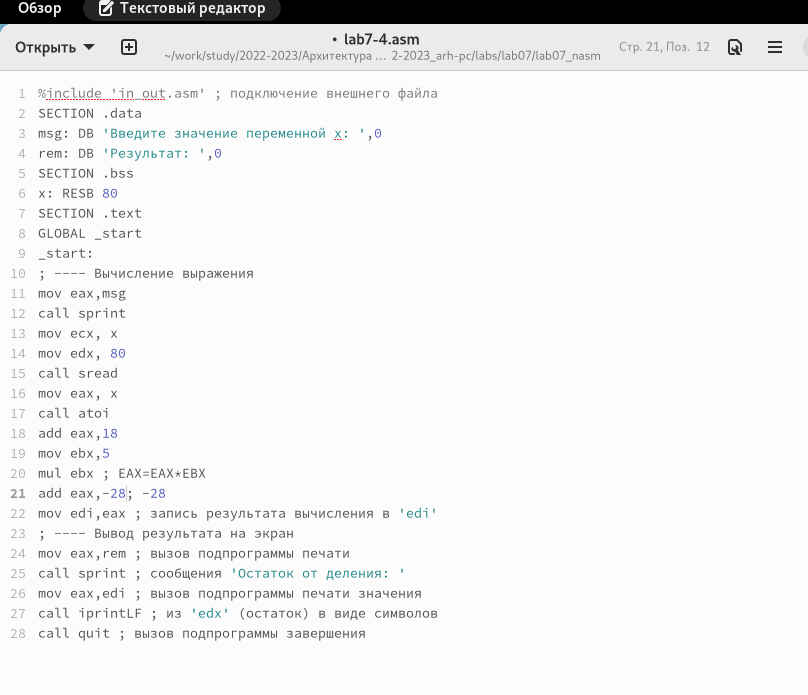 Обзор Текстовый редактор
Открыть
• lab7-4.asm
~/work/study/2022-2023/Архитектура ... 2-2023_arh-pc/labs/lab07/lab07_nasm
Стр. 21, Поз. 12
1 %include 'in_out.asm' ; подключение внешнего файла
2 SECTION .data
3 msg: DB 'Введите значение переменной x: ',0
4 rem: DB 'Результат: ',0
5 SECTION .bss
6 x: RESB 80
7 SECTION .text
8 GLOBAL _start
9 _start:
10 ; ---- Вычисление выражения
11 mov eax,msg
12 call sprint
13 mov ecx, x
14 mov edx, 80
15 call sread
16 mov eax, x
17 call atoi
18 add eax,18
19 mov ebx,5
20 mul ebx ; EAX=EAX*EBX
21 add eax,-28; -28
22 mov edi,eax ; запись результата вычисления в 'edi'
23 ; ---- Вывод результата на экран
24 mov eax,rem ; вызов подпрограммы печати
25 call sprint ; сообщения 'Остаток от деления: '
26 mov eax,edi ; вызов подпрограммы печати значения
27 call iprintLF ; из 'edx' (остаток) в виде символов
28 call quit ; вызов подпрограммы завершения